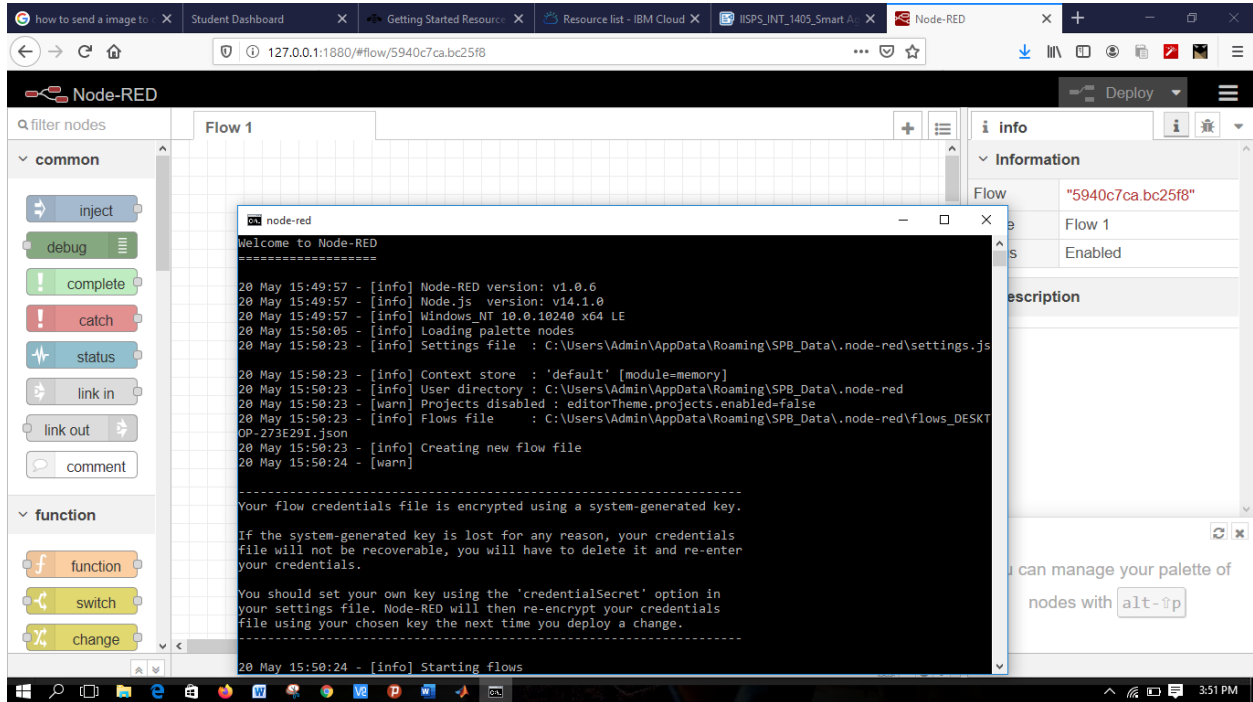 how to send a image to
Student Dashboard
Getting Started Resource
Resource list - IBM Cloud
IISPS_INT_1405_Smart Ag
Node-RED
127.0.0.1:1880/#flow/5940c7ca.bc25f8
Node-RED
Deploy
filter nodes
Flow 1
i info
common
Information
Flow "5940c7ca.bc25f8"
e Flow 1
s Enabled
escription
inject
debug
complete
catch
status
link in
link out
comment
function
function
switch
change
node-red
Welcome to Node-RED
===================
20 May 15:49:57 - [info] Node-RED version: v1.0.6
20 May 15:49:57 - [info] Node.js  version: v14.1.0
20 May 15:49:57 - [info] Windows_NT 10.0.10240 x64 LE
20 May 15:50:05 - [info] Loading palette nodes
20 May 15:50:23 - [info] Settings file  : C:\Users\Admin\AppData\Roaming\SPB_Data\.node-red\settings.js
20 May 15:50:23 - [info] Context store  : 'default' [module=memory]
20 May 15:50:23 - [info] User directory : C:\Users\Admin\AppData\Roaming\SPB_Data\.node-red
20 May 15:50:23 - [warn] Projects disabled : editorTheme.projects.enabled=false
20 May 15:50:23 - [info] Flows file     : C:\Users\Admin\AppData\Roaming\SPB_Data\.node-red\flows_DESKT
OP-273E29I.json
20 May 15:50:23 - [info] Creating new flow file
20 May 15:50:24 - [warn]
---------------------------------------------------------------------
Your flow credentials file is encrypted using a system-generated key.
If the system-generated key is lost for any reason, your credentials
file will not be recoverable, you will have to delete it and re-enter
your credentials.
You should set your own key using the 'credentialSecret' option in
your settings file. Node-RED will then re-encrypt your credentials
file using your chosen key the next time you deploy a change.
---------------------------------------------------------------------
20 May 15:50:24 - [info] Starting flows
can manage your palette of
nodes with alt-⇧p
3:51 PM